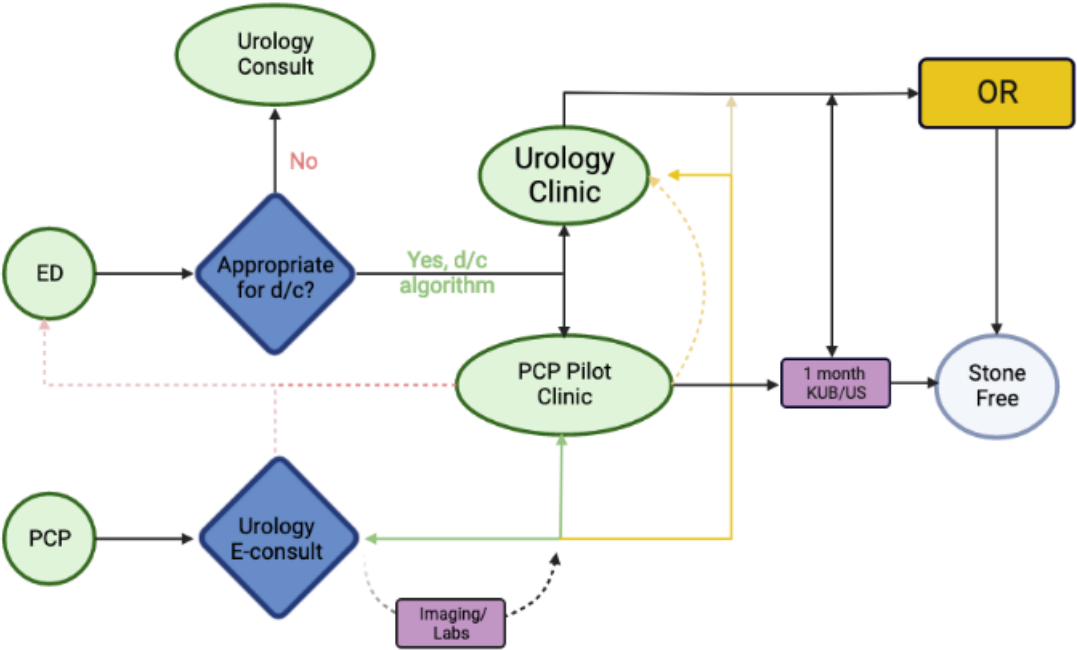 Urology
Consult
No
OR
Urology
Clinic
ED
Appropriate
for d/c?
Yes, d/c
algorithm
PCP Pilot
Clinic
1 month
KUB/US
Stone
Free
PCP
Urology
E-consult
Imaging/
Labs